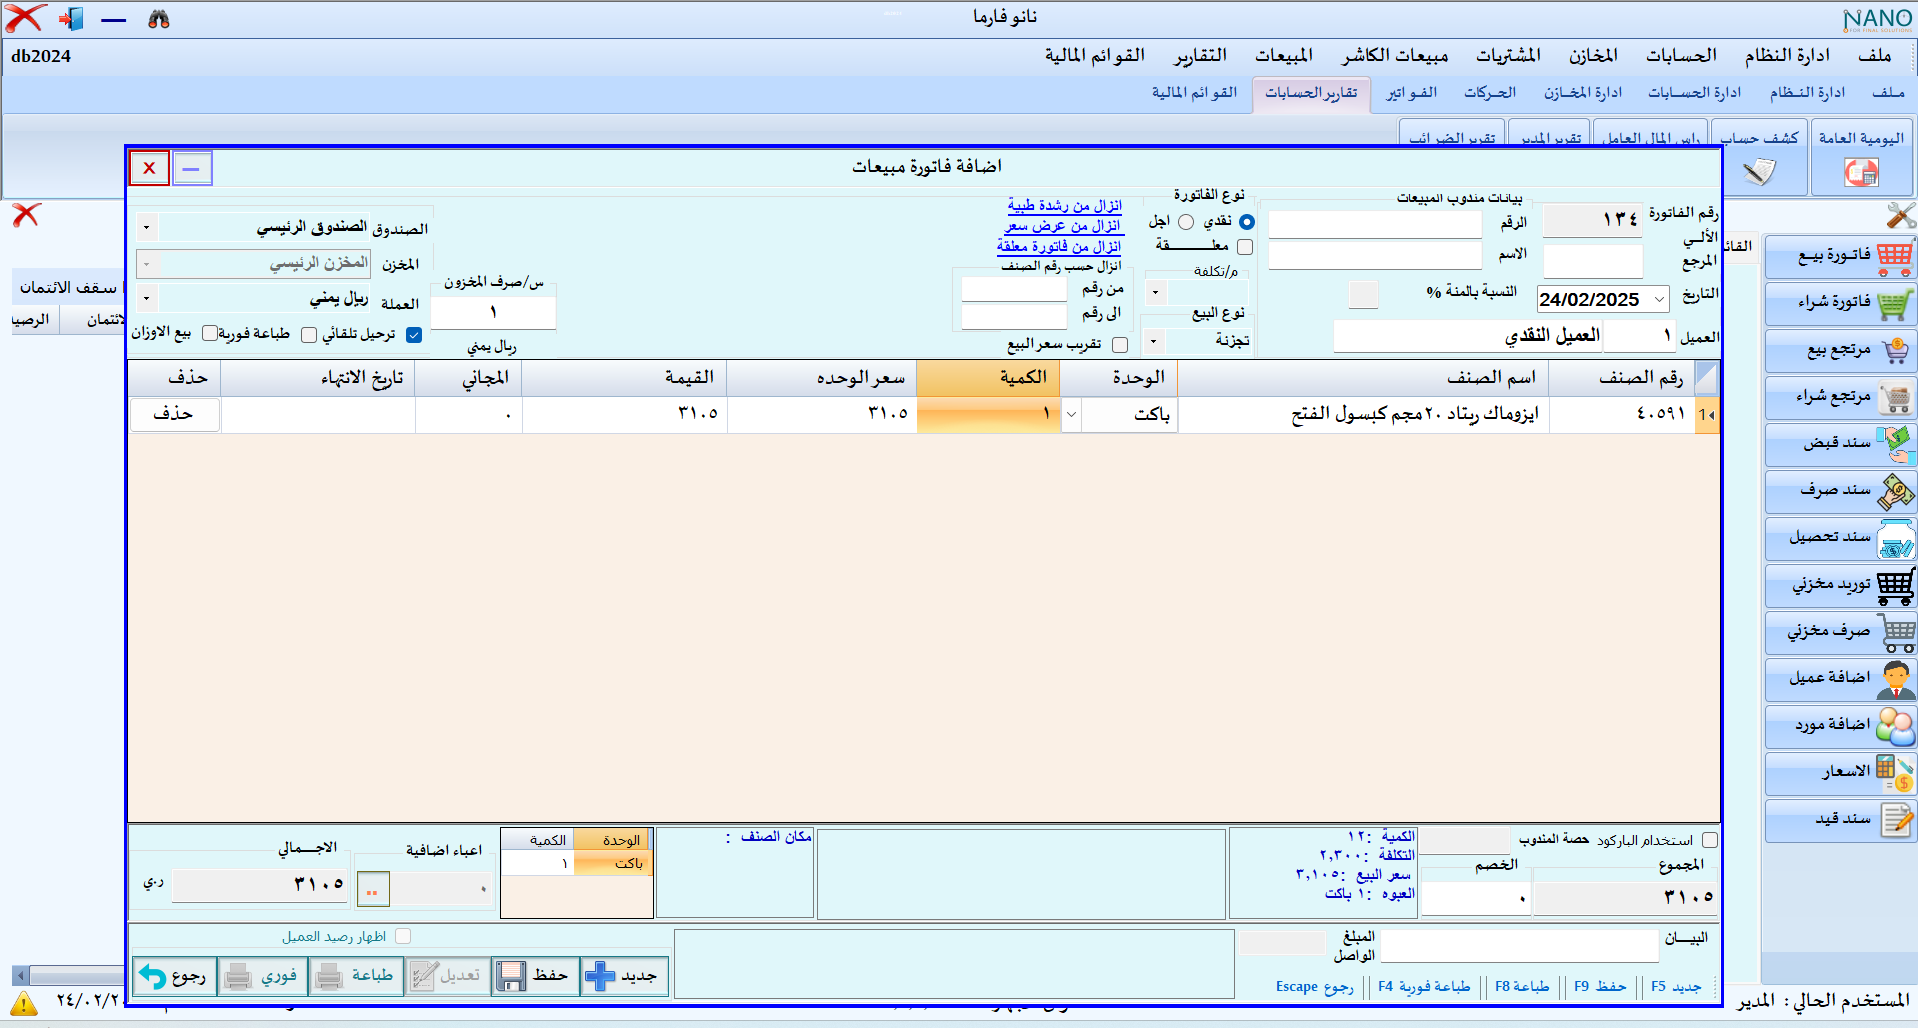 نانو فارما
NANO
FOR FINAL SOLUTIONS
ملف ادارة النظام الحسابات المخازن المشتريات مبيعات الكاشر المبيعات التقارير القوائم المالية
db2024
ملف ادارة النظام ادارة الحسابات ادارة المخازن الحركات الفواتير تقارير الحسابات القوائم المالية
اليومية العامة كشف حساب راس المال العامل تقرير المدير تقرير الضرائب
اضافة فاتورة مبيعات
X
رقم الفاتورة الألي ١٣٤
المرجع
التاريخ 24/02/2025
العميل ١ العميل النقدي
بيانات مندوب المبيعات
الرقم
الاسم
النسبة بالمئة %
نوع الفاتورة
نقدي اجل
معلقة
م/تكلفة
نوع البيع
تجزئة
انزال من رشدة طبية
انزال من عرض سعر
انزال من فاتورة معلقة
انزال حسب رقم الصنف
من رقم
الى رقم
تقريب سعر البيع
س/صرف المخزون
١
ريال يمني
الصندوق الصندوق الرئيسي
المخزن المخزن الرئيسي
العملة ريال يمني
ترحيل تلقائي طباعة فورية بيع الاوزان
رقم الصنف اسم الصنف الوحدة الكمية سعر الوحده القيمة المجاني تاريخ الانتهاء حذف
1 ٤٠٥٩١ ايزوماك ريتاد ٢٠مجم كبسول الفتح باكت ١ ٣١٠٥ ٣١٠٥ ٠ حذف
القائ
سقف الائتمان
الرصي
فاتورة بيع
فاتورة شراء
مرتجع بيع
مرتجع شراء
سند قبض
سند صرف
سند تحصيل
توريد مخزني
صرف مخزني
اضافة عميل
اضافة مورد
الاسعار
سند قيد
استخدام الباركود حصة المندوب
المجموع الخصم
٣١٠٥ ٠
الكمية :١٢
التكلفة :٢,٣٠٠
سعر البيع :٣,١٠٥
العبوه :١ باكت
مكان الصنف :
الوحدة الكمية
باكت ١
اعباء اضافية
٠ ..
الاجمالي
٣١٠٥ ر.ي
البيان
المبلغ الواصل
اظهار رصيد العميل
جديد حفظ تعديل طباعة فوري رجوع
جديد F5 حفظ F9 طباعة F8 طباعة فورية F4 رجوع Escape
المستخدم الحالي : المدير
٢٤/٠٢/٢٠